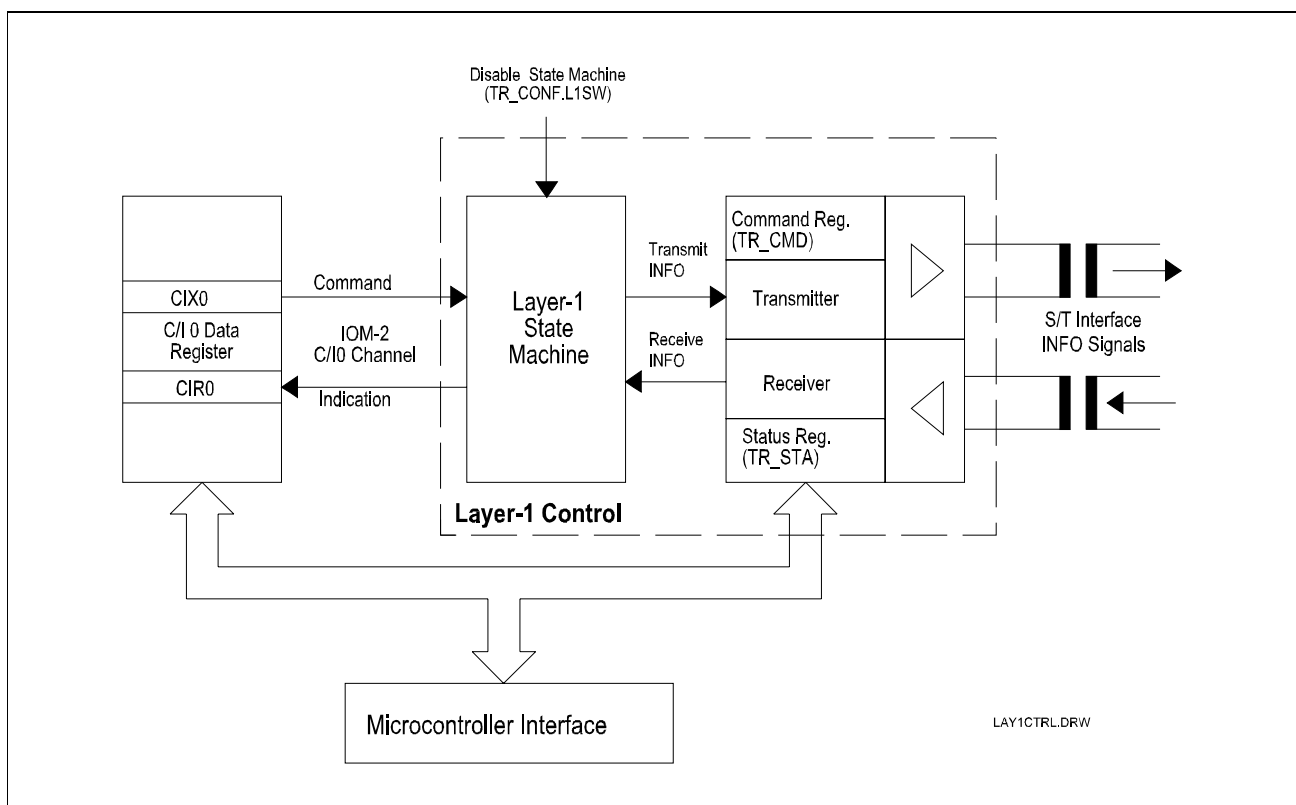 Disable State Machine
(TR_CONF.L1SW)
CIX0
C/I 0 Data
Register
CIR0
Command
IOM-2
C/I0 Channel
Indication
Layer-1
State
Machine
Transmit
INFO
Receive
INFO
Command Reg.
(TR_CMD)
Transmitter
Receiver
Status Reg.
(TR_STA)
S/T Interface
INFO Signals
Layer-1 Control
Microcontroller Interface
LAY1CTRL.DRW